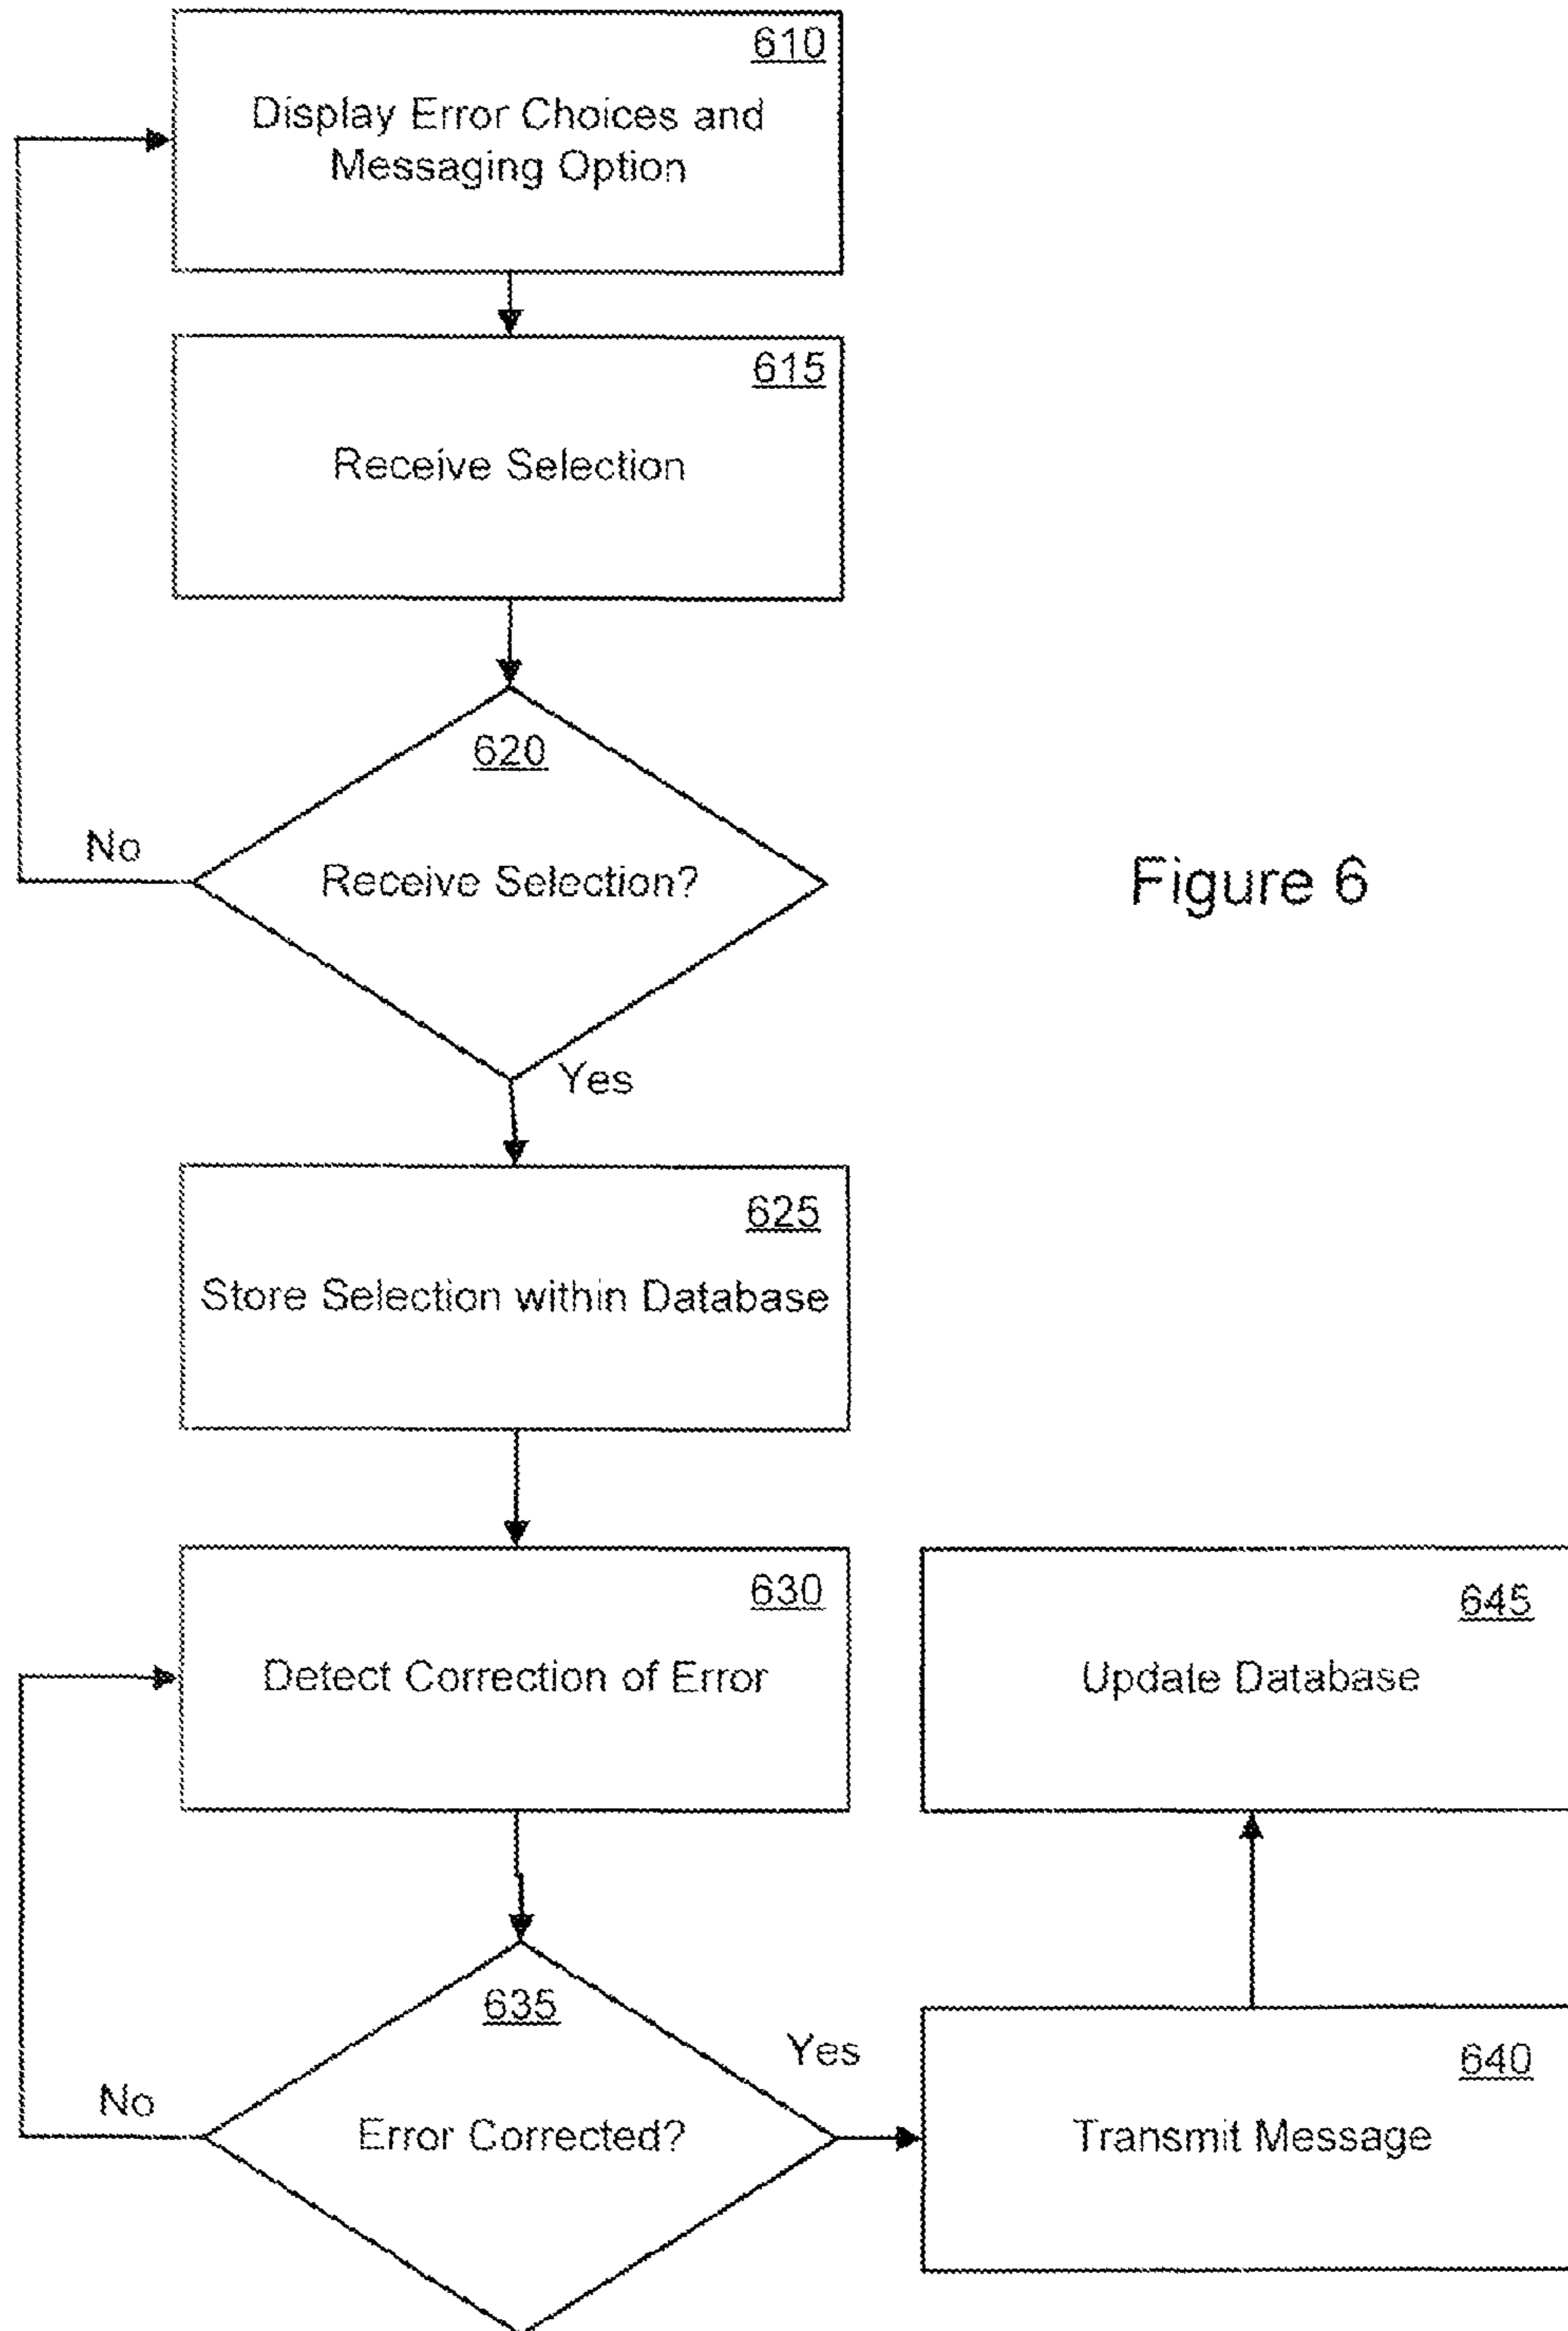 610
Display Error Choices and
Messaging Option
615
Receive Selection
620
No
Receive Selection?
Figure 6
Yes
625
Store Selection within Database
630
645
Detect Correction of Error
Update Database
635
Yes
640
No
Error Corrected?
Transmit Message